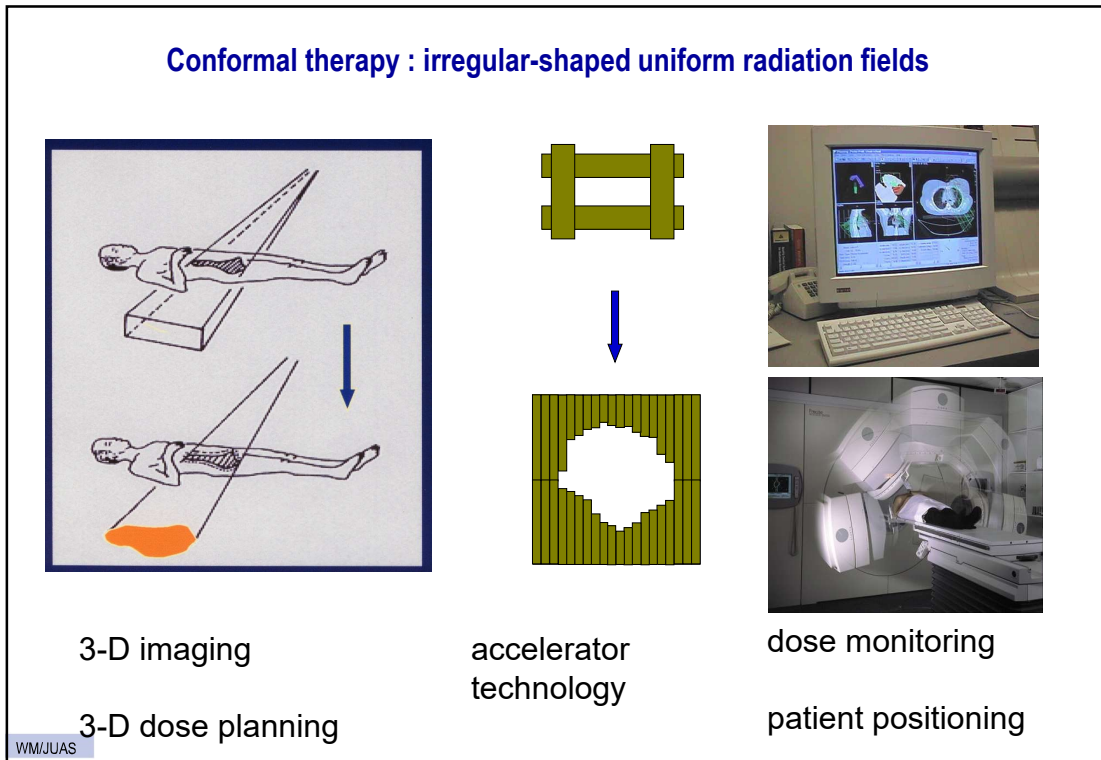 Conformal therapy : irregular-shaped uniform radiation fields
3-D imaging
3-D dose planning
accelerator
technology
dose monitoring
patient positioning
WM/JUAS